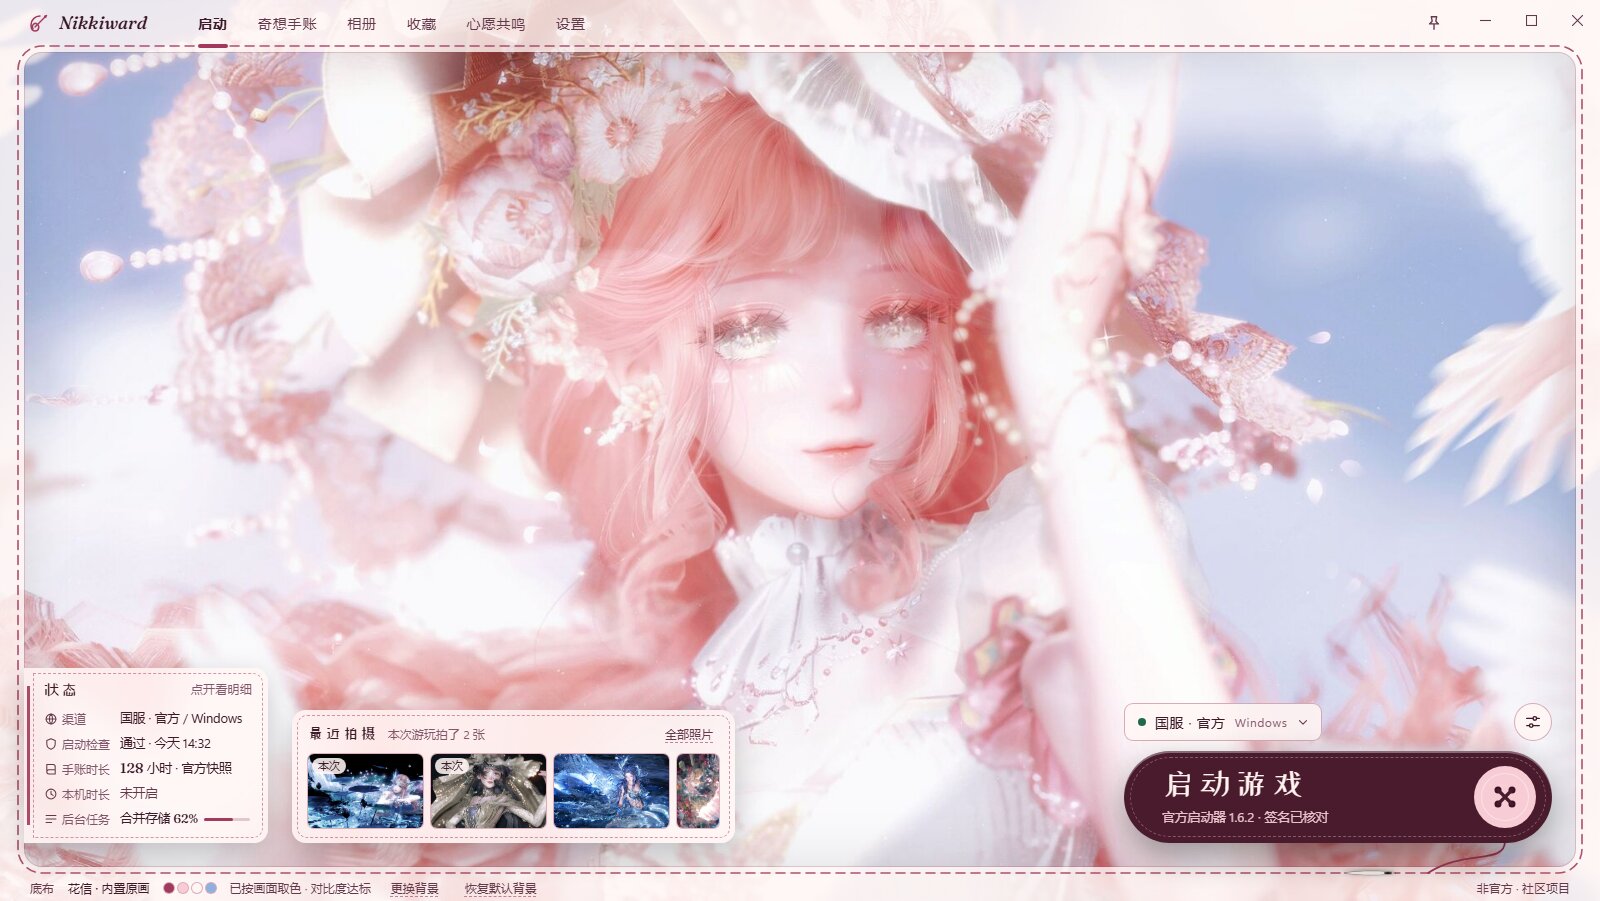 Nikkiward
启动 奇想手账 相册 收藏 心愿共鸣 设置
状态 点开看明细
渠道 国服 · 官方 / Windows
启动检查 通过 · 今天 14:32
手账时长 128 小时 · 官方快照
本机时长 未开启
后台任务 合并存储 62%
最近拍摄 本次游玩拍了 2 张 全部照片
本次 本次
国服 · 官方 Windows
启动游戏
官方启动器 1.6.2 · 签名已核对
底布 花信 · 内置原画 已按画面取色 · 对比度达标 更换背景 恢复默认背景 非官方 · 社区项目